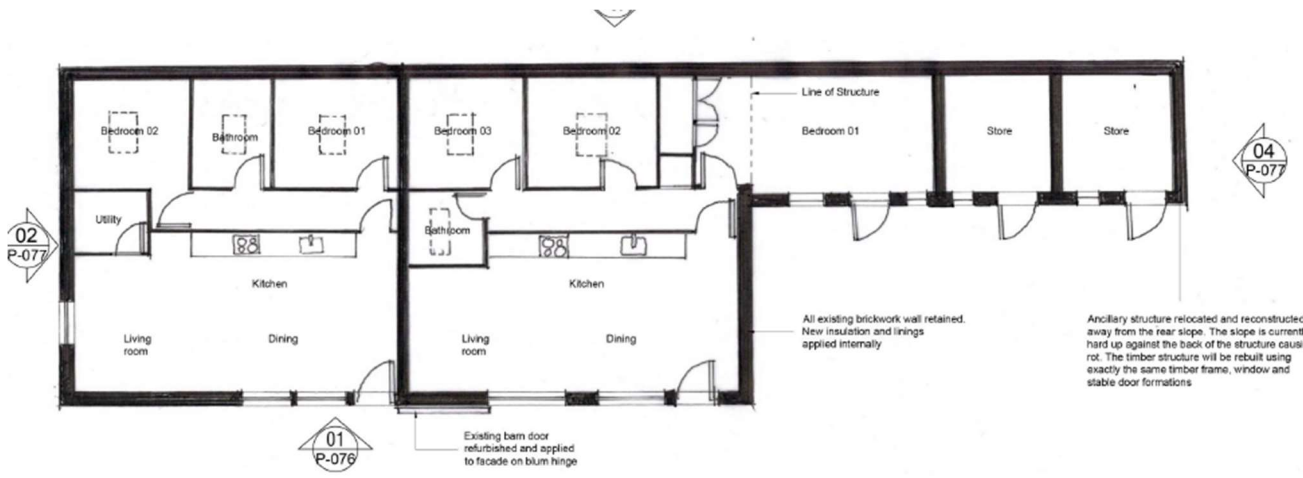 Line of Structure
Bedroom 02
Bathroom
Bedroom 01
Bedroom 03
Bedroom 02
Bedroom 01
Store
Store
04
P-077
Utility
Bathroom
02
P-077
Kitchen
Kitchen
Living
room
Dining
Living
room
Dining
All existing brickwork wall retained.
New insulation and linings
applied internally
Ancillary structure relocated and reconstructed
away from the rear slope. The slope is currentl
hard up against the back of the structure causi
rot. The timber structure will be rebuilt using
exactly the same timber frame, window and
stable door formations
01
P-076
Existing barn door
refurbished and applied
to facade on blum hinge